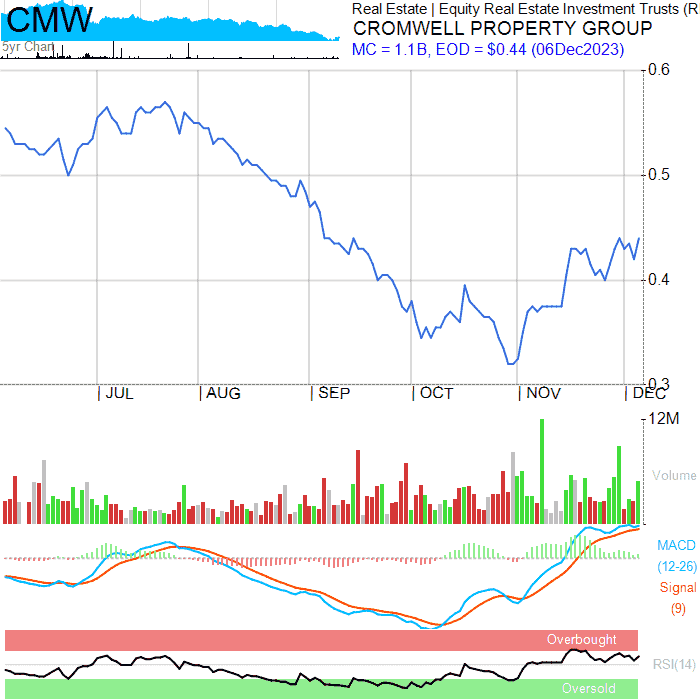 CMW
5yr Chart
Real Estate | Equity Real Estate Investment Trusts (R
CROMWELL PROPERTY GROUP
MC = 1.1B, EOD = $0.44 (06Dec2023)
0.6
0.5
0.4
0.3
| JUL | AUG | SEP | OCT | NOV | DEC
12M
Volume
MACD
(12-26)
Signal
(9)
Overbought
RSI(14)
Oversold